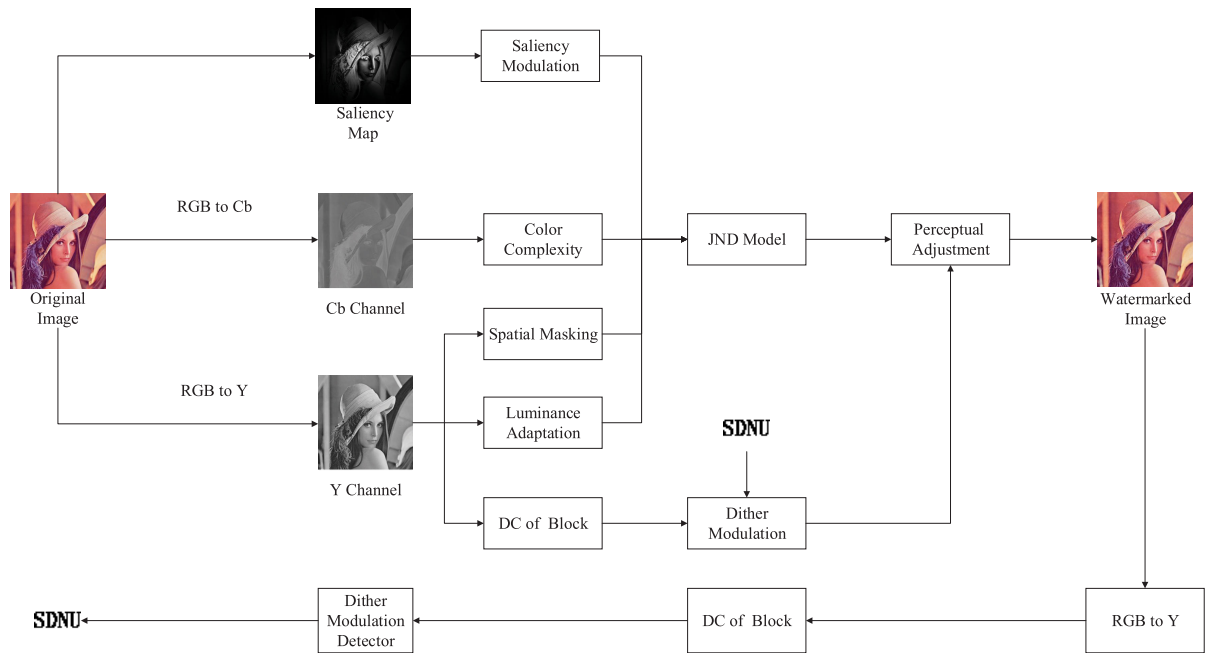 Saliency
Modulation
Saliency
Map
RGB to Cb
Color
Complexity
JND Model
Perceptual
Adjustment
Original
Image
Cb Channel
Watermarked
Image
Spatial Masking
RGB to Y
Luminance
Adaptation
SDNU
Y Channel
DC of Block
Dither
Modulation
SDNU
Dither
Modulation
Detector
DC of Block
RGB to Y